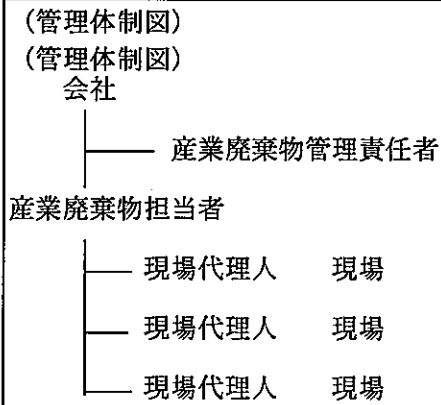 （管理体制図）
（管理体制図）
会社
産業廃棄物管理責任者
産業廃棄物担当者
現場代理人　現場
現場代理人　現場
現場代理人　現場